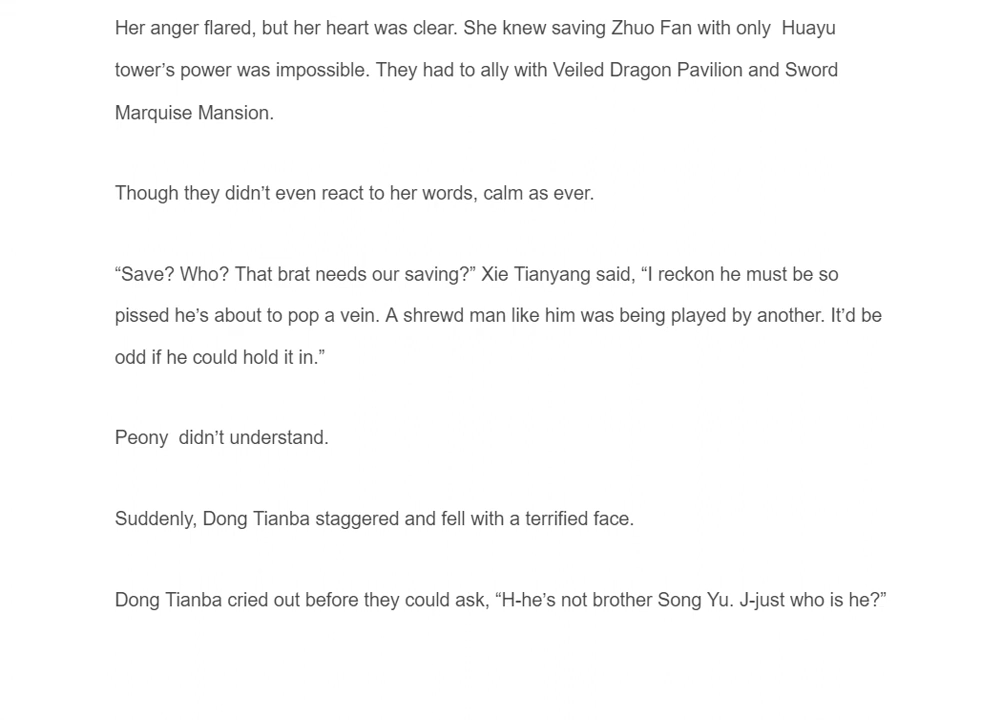 Her anger flared, but her heart was clear. She knew saving Zhuo Fan with only  Huayu
tower’s power was impossible. They had to ally with Veiled Dragon Pavilion and Sword
Marquise Mansion.
Though they didn’t even react to her words, calm as ever.
“Save? Who? That brat needs our saving?” Xie Tianyang said, “I reckon he must be so
pissed he’s about to pop a vein. A shrewd man like him was being played by another. It’d be
odd if he could hold it in.”
Peony  didn’t understand.
Suddenly, Dong Tianba staggered and fell with a terrified face.
Dong Tianba cried out before they could ask, “H-he’s not brother Song Yu. J-just who is he?”